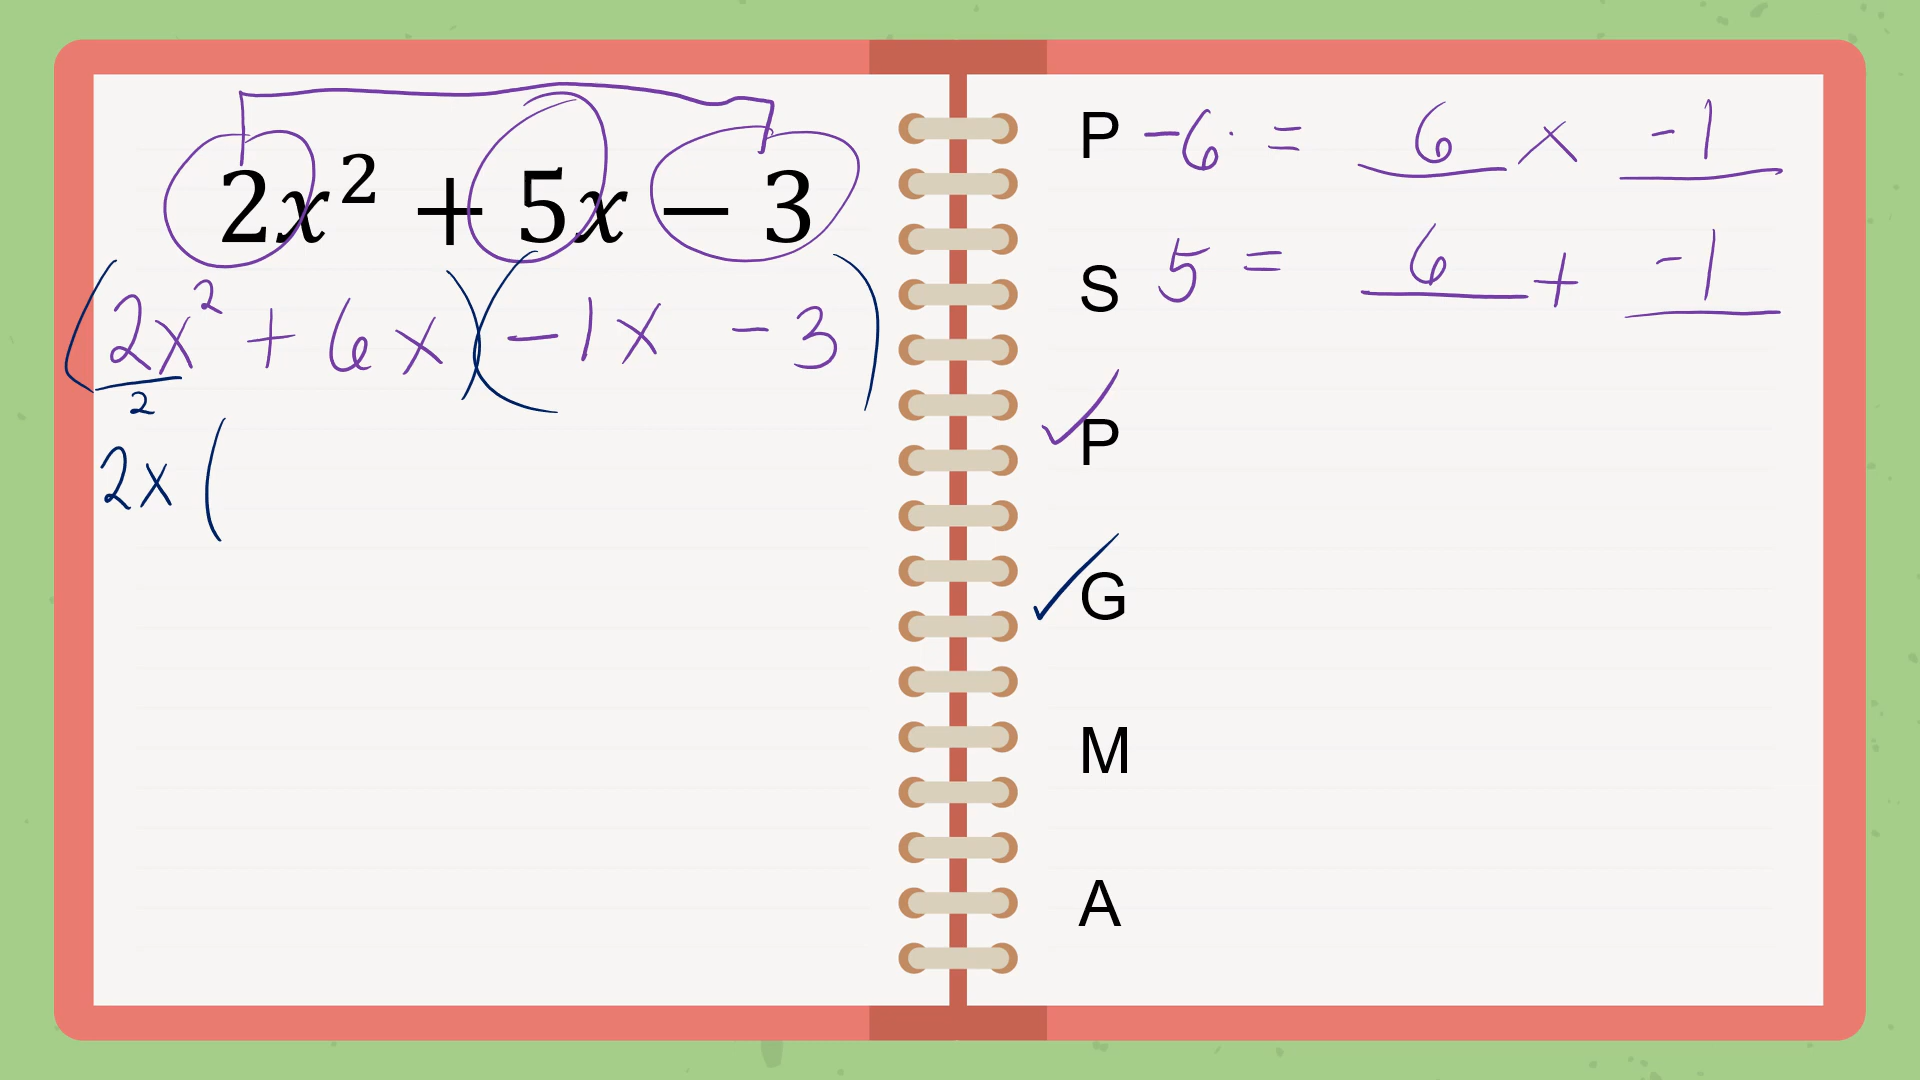 2x² + 5x − 3
(2x² + 6x)(−1x −3)
2
2x (
P −6 = 6 × −1
S 5 = 6 + −1
P
G
M
A